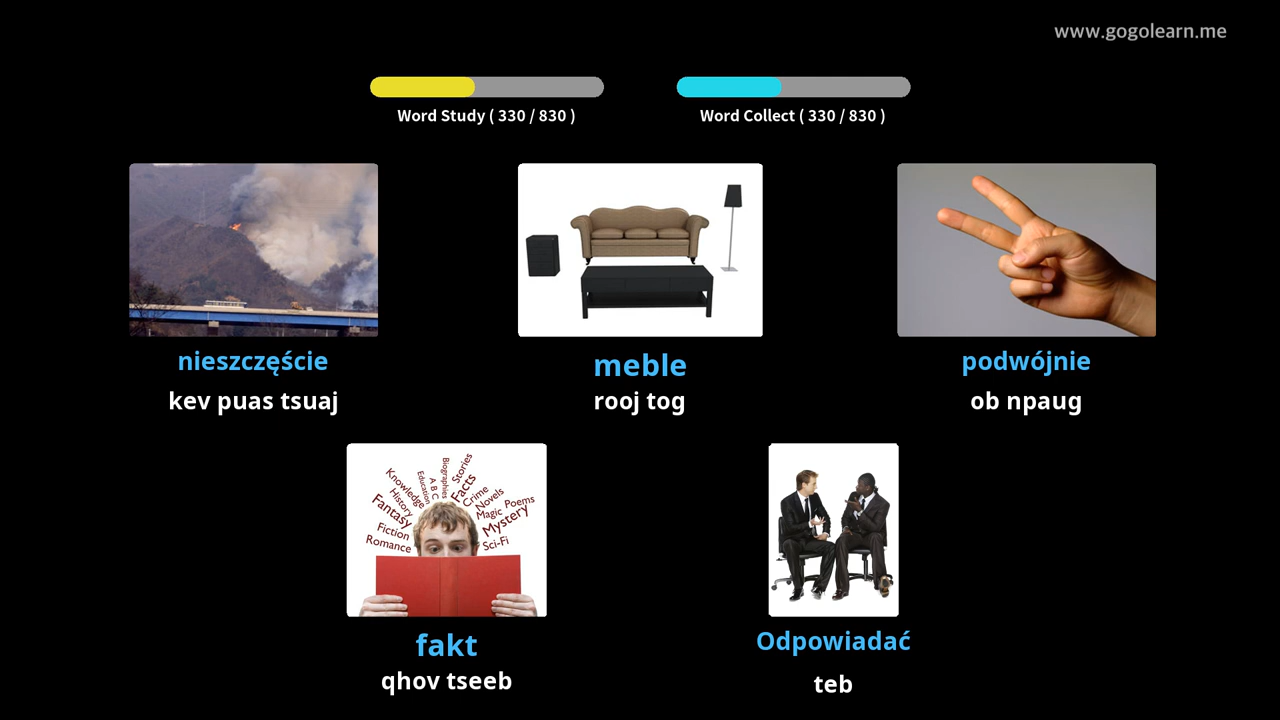 www.gogolearn.me
Word Study ( 330 / 830 )
Word Collect ( 330 / 830 )
nieszczęście
kev puas tsuaj
meble
rooj tog
podwójnie
ob npaug
Knowledge
History
Fantasy
Fiction
Romance
Education
A B C
Biographies
Stories
Facts
Crime
Novels
Magic
Poems
Mystery
Sci-Fi
fakt
qhov tseeb
Odpowiadać
teb